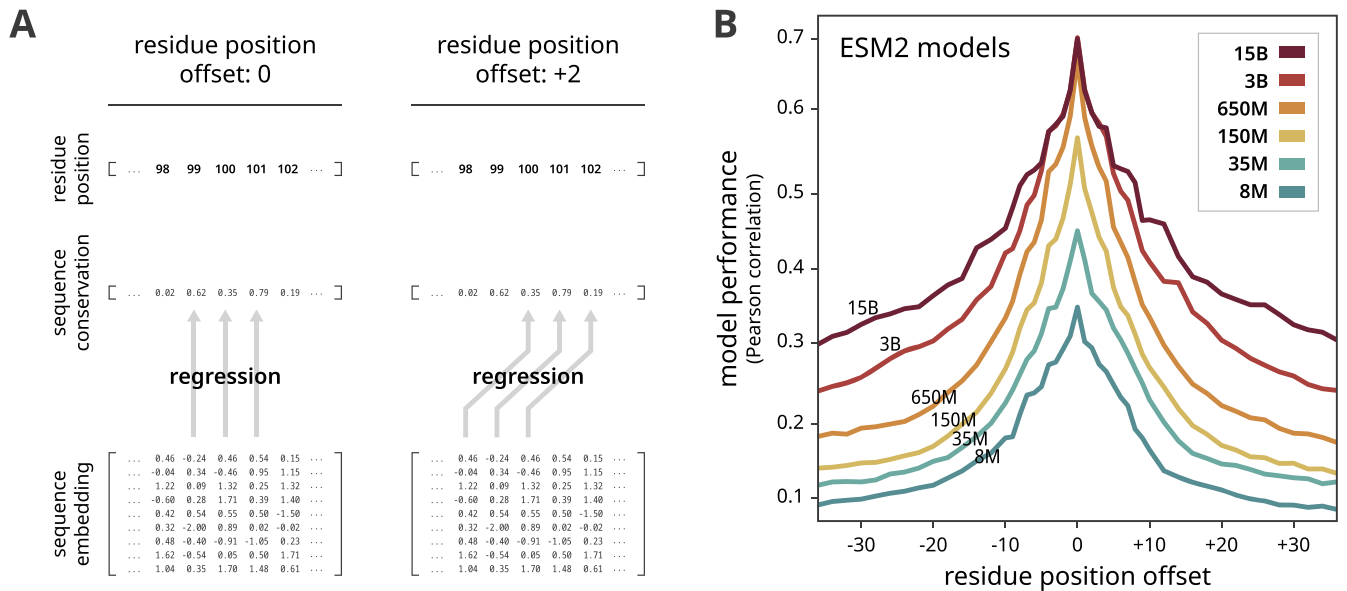 A
residue position
offset: 0
residue position
offset: +2
residue
position
[ ... 98 99 100 101 102 ... ]
[ ... 98 99 100 101 102 ... ]
sequence
conservation
[ ... 0.02 0.62 0.35 0.79 0.19 ... ]
[ ... 0.02 0.62 0.35 0.79 0.19 ... ]
regression
regression
sequence
embedding
... 0.46 -0.24 0.46 0.54 0.15 ...
... -0.04 0.34 -0.46 0.95 1.15 ...
... 1.22 0.09 1.32 0.25 1.32 ...
... -0.60 0.28 1.71 0.39 1.40 ...
... 0.42 0.54 0.55 0.50 -1.50 ...
... 0.32 -2.00 0.89 0.02 -0.02 ...
... 0.48 -0.40 -0.91 -1.05 0.23 ...
... 1.62 -0.54 0.05 0.50 1.71 ...
... 1.04 0.35 1.70 1.48 0.61 ...
... 0.46 -0.24 0.46 0.54 0.15 ...
... -0.04 0.34 -0.46 0.95 1.15 ...
... 1.22 0.09 1.32 0.25 1.32 ...
... -0.60 0.28 1.71 0.39 1.40 ...
... 0.42 0.54 0.55 0.50 -1.50 ...
... 0.32 -2.00 0.89 0.02 -0.02 ...
... 0.48 -0.40 -0.91 -1.05 0.23 ...
... 1.62 -0.54 0.05 0.50 1.71 ...
... 1.04 0.35 1.70 1.48 0.61 ...
B
ESM2 models
15B
3B
650M
150M
35M
8M
model performance
(Pearson correlation)
0.7
0.6
0.5
0.4
0.3
0.2
0.1
15B
3B
650M
150M
35M
8M
-30 -20 -10 0 +10 +20 +30
residue position offset